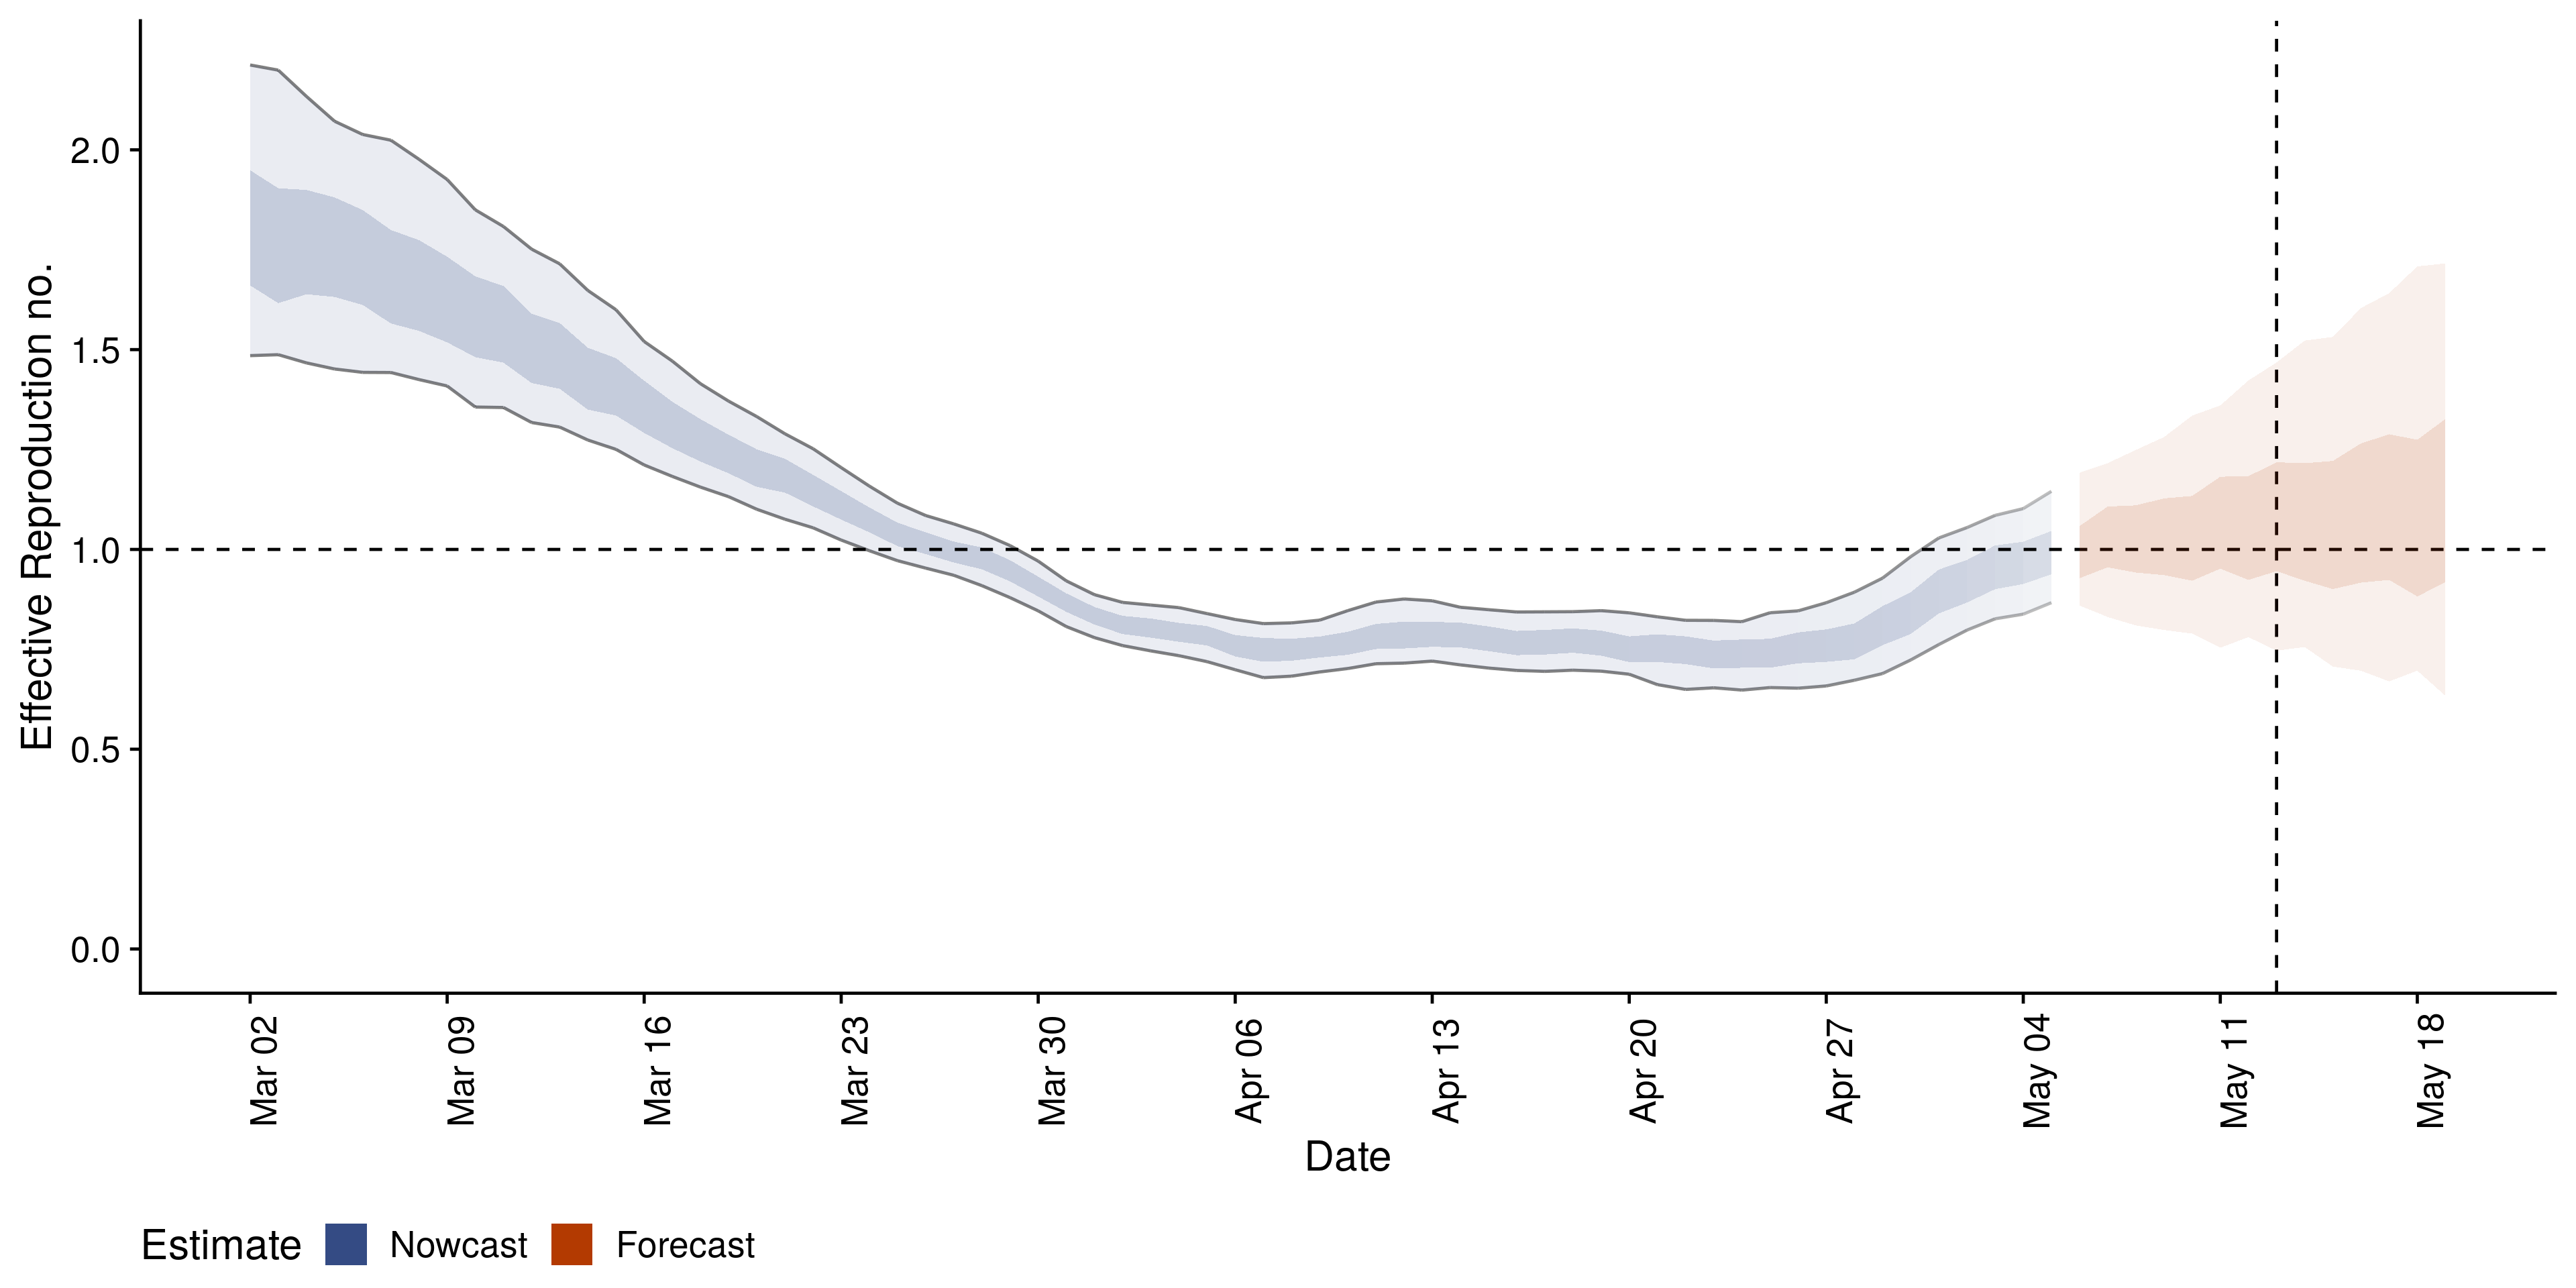 Effective Reproduction no.
2.0
1.5
1.0
0.5
0.0
Mar 02
Mar 09
Mar 16
Mar 23
Mar 30
Apr 06
Apr 13
Apr 20
Apr 27
May 04
May 11
May 18
Date
Estimate Nowcast Forecast